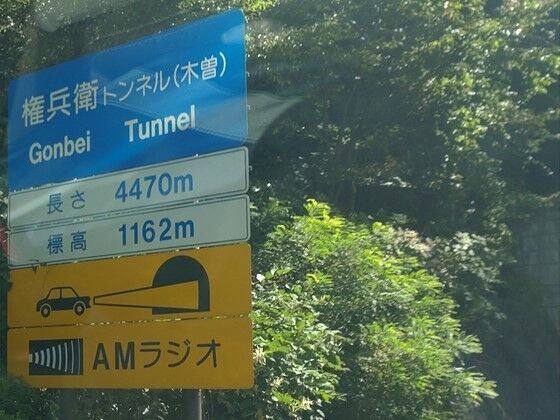 権兵衛トンネル(木曽)
Gonbei Tunnel
長さ 4470m
標高 1162m
AMラジオ